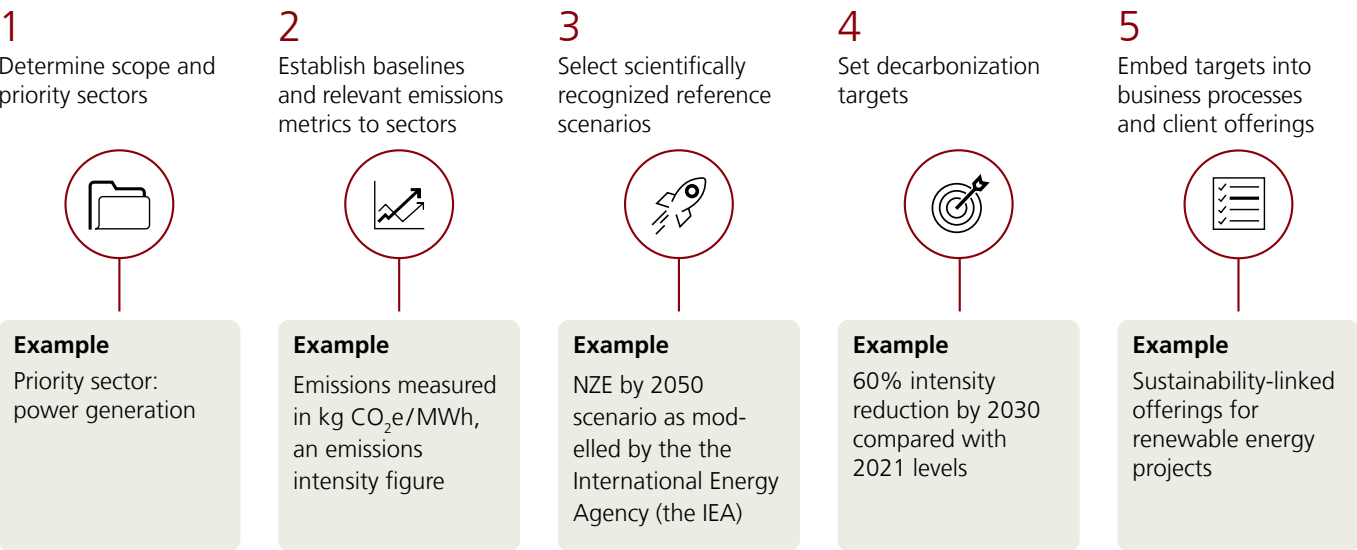 1
Determine scope and
priority sectors
2
Establish baselines
and relevant emissions
metrics to sectors
3
Select scientifically
recognized reference
scenarios
4
Set decarbonization
targets
5
Embed targets into
business processes
and client offerings
Example
Priority sector:
power generation
Example
Emissions measured
in kg CO₂e/MWh,
an emissions
intensity figure
Example
NZE by 2050
scenario as mod-
elled by the the
International Energy
Agency (the IEA)
Example
60% intensity
reduction by 2030
compared with
2021 levels
Example
Sustainability-linked
offerings for
renewable energy
projects